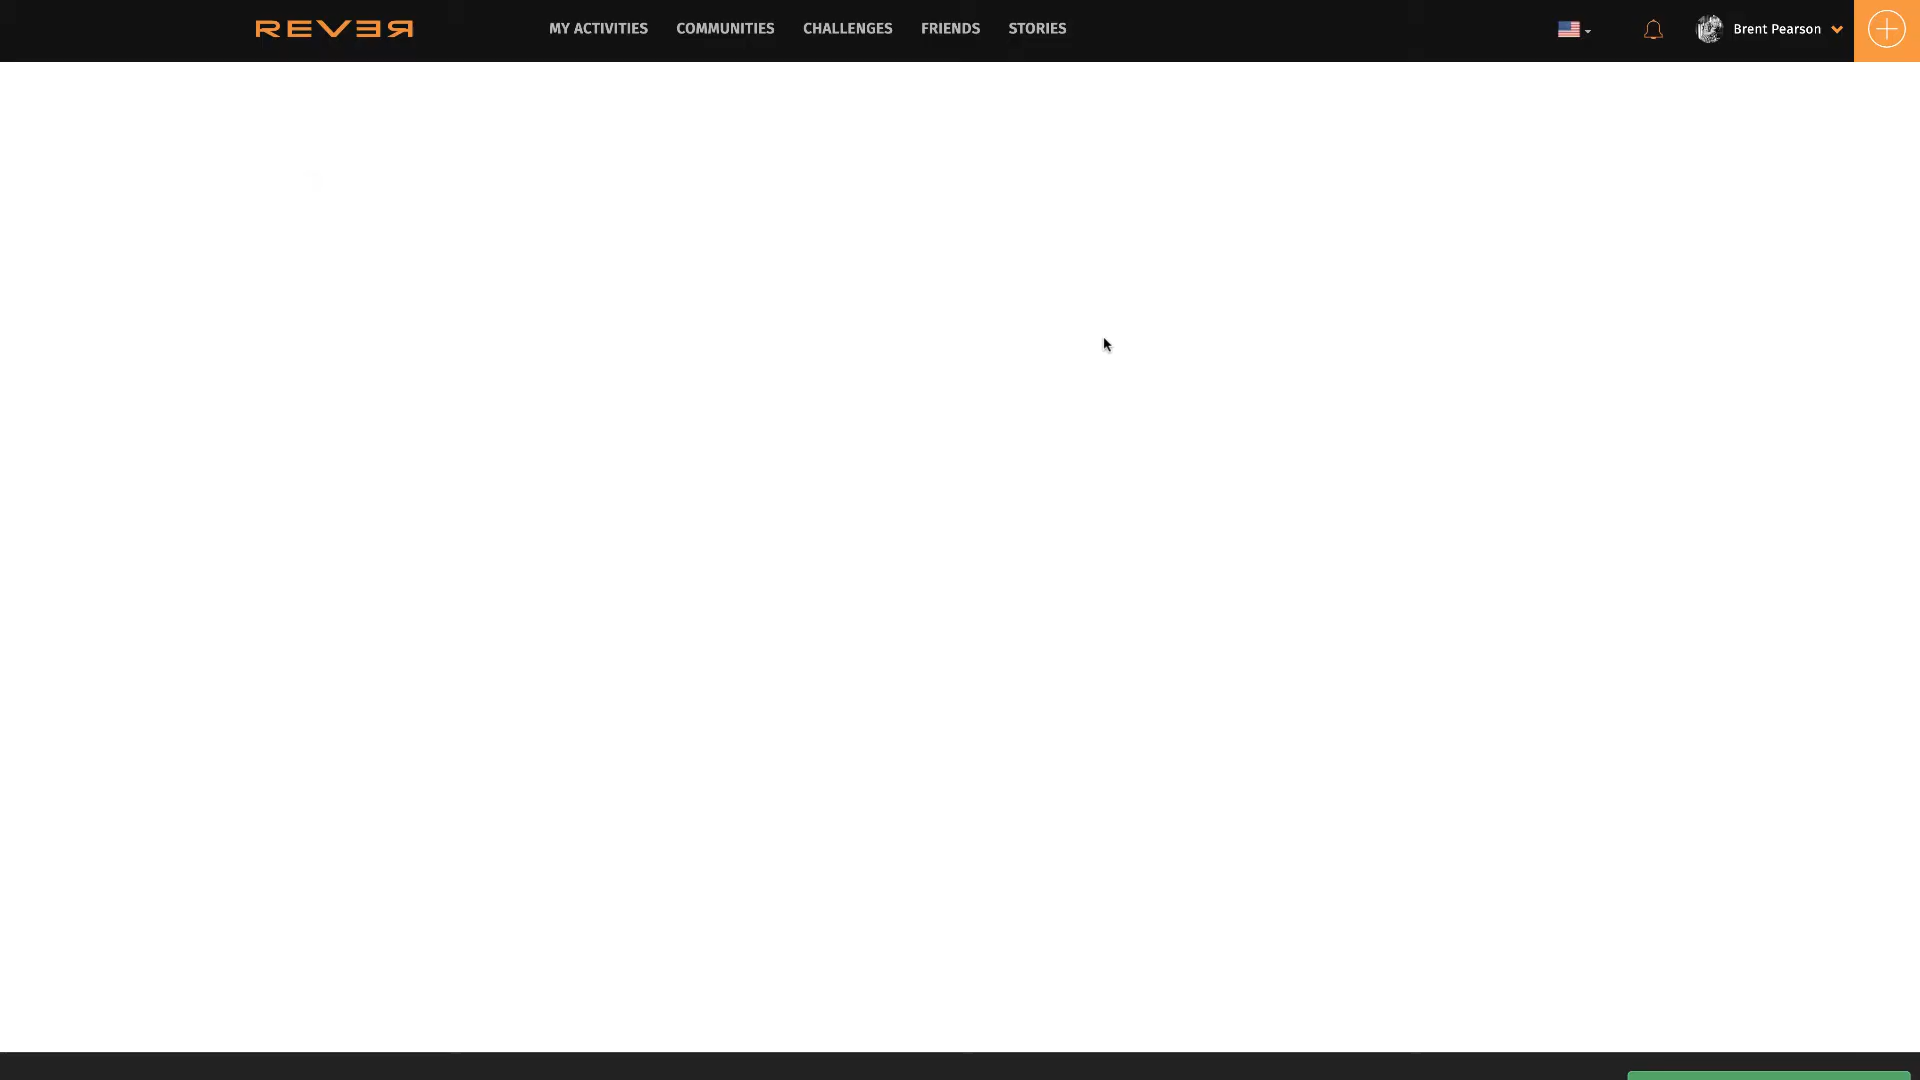 REVER
MY ACTIVITIES
COMMUNITIES
CHALLENGES
FRIENDS
STORIES
Brent Pearson